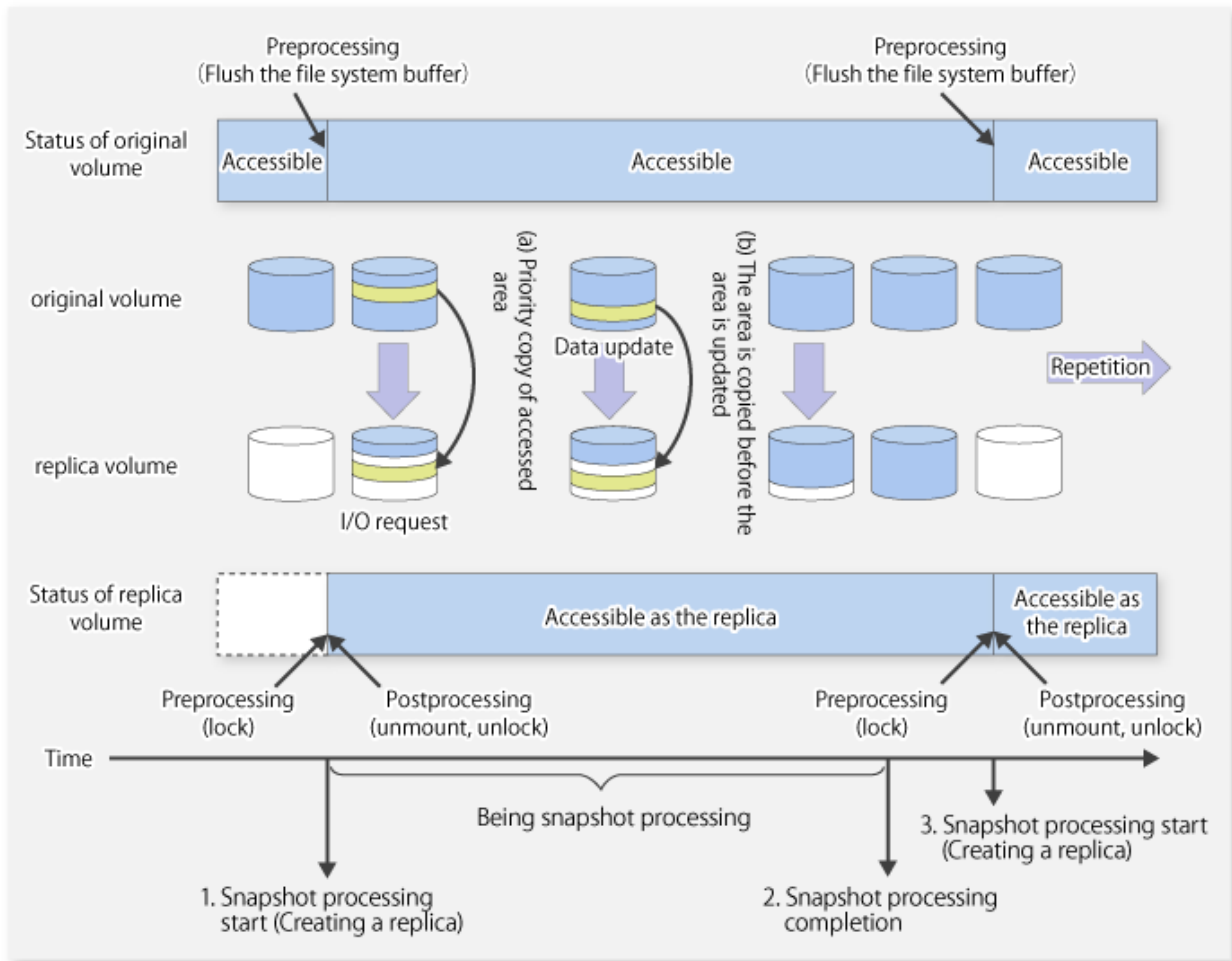 Preprocessing
(Flush the file system buffer)
Preprocessing
(Flush the file system buffer)
Status of original
volume
Accessible
Accessible
Accessible
original volume
(a) Priority copy of accessed
area
Data update
(b) The area is copied before the
area is updated
Repetition
replica volume
I/O request
Status of replica
volume
Accessible as the replica
Accessible as
the replica
Preprocessing
(lock)
Postprocessing
(unmount, unlock)
Preprocessing
(lock)
Postprocessing
(unmount, unlock)
Time
Being snapshot processing
3. Snapshot processing start
(Creating a replica)
1. Snapshot processing
start (Creating a replica)
2. Snapshot processing
completion